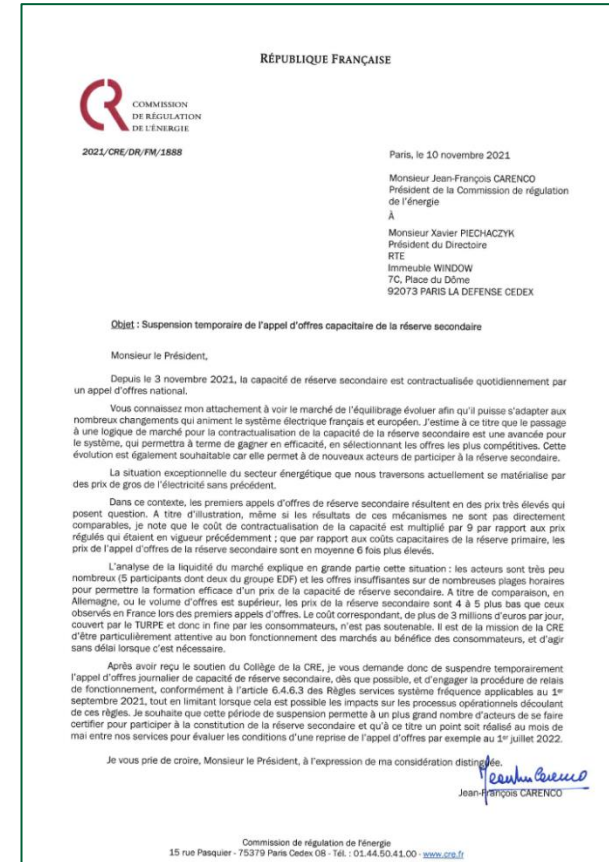 RÉPUBLIQUE FRANÇAISE
COMMISSION
DE RÉGULATION
DE L'ÉNERGIE
2021/CRE/DR/FM/1888
Paris, le 10 novembre 2021
Monsieur Jean-François CARENCO
Président de la Commission de régulation
de l'énergie
À
Monsieur Xavier PIECHACZYK
Président du Directoire
RTE
Immeuble WINDOW
7C, Place du Dôme
92073 PARIS LA DEFENSE CEDEX
Objet : Suspension temporaire de l'appel d'offres capacitaire de la réserve secondaire
Monsieur le Président,
Depuis le 3 novembre 2021, la capacité de réserve secondaire est contractualisée quotidiennement par
un appel d'offres national.
Vous connaissez mon attachement à voir le marché de l'équilibrage évoluer afin qu'il puisse s'adapter aux
nombreux changements qui animent le système électrique français et européen. J'estime à ce titre que le passage
à une logique de marché pour la contractualisation de la capacité de la réserve secondaire est une avancée pour
le système, qui permettra à terme de gagner en efficacité, en sélectionnant les offres les plus compétitives. Cette
évolution est également souhaitable car elle permet à de nouveaux acteurs de participer à la réserve secondaire.
La situation exceptionnelle du secteur énergétique que nous traversons actuellement se matérialise par
des prix de gros de l'électricité sans précédent.
Dans ce contexte, les premiers appels d'offres de réserve secondaire résultent en des prix très élevés qui
posent question. A titre d'illustration, même si les résultats de ces mécanismes ne sont pas directement
comparables, je note que le coût de contractualisation de la capacité est multiplié par 9 par rapport aux prix
régulés qui étaient en vigueur précédemment ; que par rapport aux coûts capacitaires de la réserve primaire, les
prix de l'appel d'offres de la réserve secondaire sont en moyenne 6 fois plus élevés.
L'analyse de la liquidité du marché explique en grande partie cette situation : les acteurs sont très peu
nombreux (5 participants dont deux du groupe EDF) et les offres insuffisantes sur de nombreuses plages horaires
pour permettre la formation efficace d'un prix de la capacité de réserve secondaire. A titre de comparaison, en
Allemagne, ou le volume d'offres est supérieur, les prix de la réserve secondaire sont 4 à 5 plus bas que ceux
observés en France lors des premiers appels d'offres. Le coût correspondant, de plus de 3 millions d'euros par jour,
couvert par le TURPE et donc in fine par les consommateurs, n'est pas soutenable. Il est de la mission de la CRE
d'être particulièrement attentive au bon fonctionnement des marchés au bénéfice des consommateurs, et d'agir
sans délai lorsque c'est nécessaire.
Après avoir reçu le soutien du Collège de la CRE, je vous demande donc de suspendre temporairement
l'appel d'offres journalier de capacité de réserve secondaire, dès que possible, et d'engager la procédure de relais
de fonctionnement, conformément à l'article 6.4.6.3 des Règles services système fréquence applicables au 1er
septembre 2021, tout en limitant lorsque cela est possible les impacts sur les processus opérationnels découlant
de ces règles. Je souhaite que cette période de suspension permette à un plus grand nombre d'acteurs de se faire
certifier pour participer à la constitution de la réserve secondaire et qu'à ce titre un point soit réalisé au mois de
mai entre nos services pour évaluer les conditions d'une reprise de l'appel d'offres par exemple au 1er juillet 2022.
Je vous prie de croire, Monsieur le Président, à l'expression de ma considération distinguée.
Jean-François CARENCO
Commission de régulation de l'énergie
15 rue Pasquier - 75379 Paris Cedex 08 - Tél. : 01.44.50.41.00 - www.cre.fr